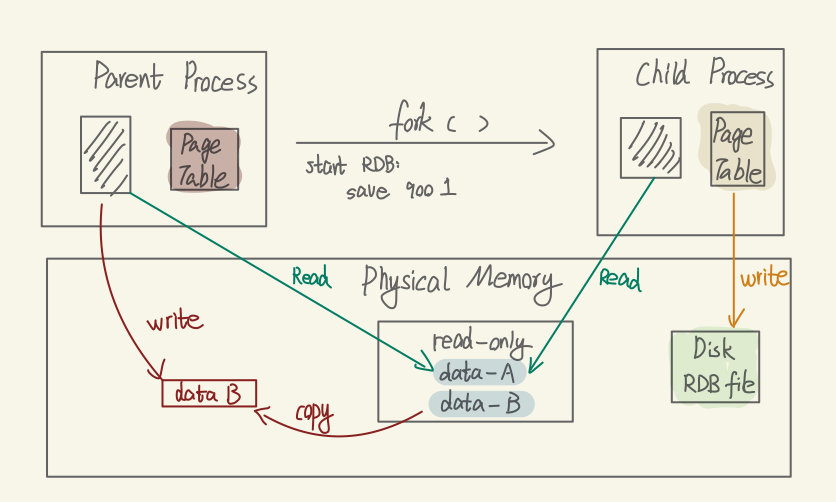 Parent Process
Page
Table
fork ( )
start RDB:
save 900 1
Child Process
Page
Table
Physical Memory
Read
Read
write
write
read-only
data-A
data-B
data B
copy
Disk
RDB file